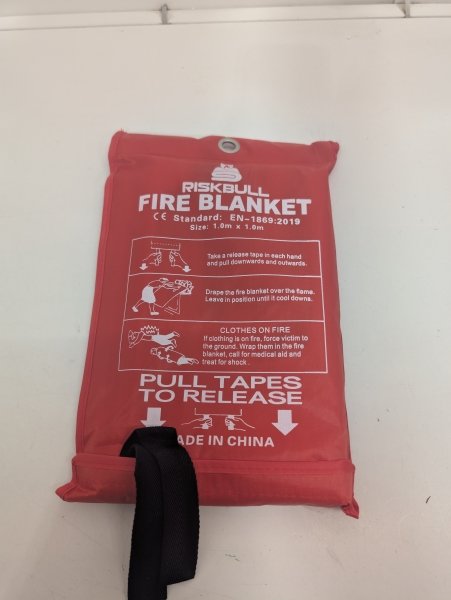 RISKBULL
FIRE BLANKET
CE Standard: EN-1869:2019
Size: 1.0m x 1.0m
Take a release tape in each hand
and pull downwards and outwards.
Drape the fire blanket over the flame.
Leave in position until it cool downs.
CLOTHES ON FIRE
If clothing is on fire, force victim to
the ground. Wrap them in the fire
blanket, call for medical aid and
treat for shock.
PULL TAPES
TO RELEASE
ADE IN CHINA